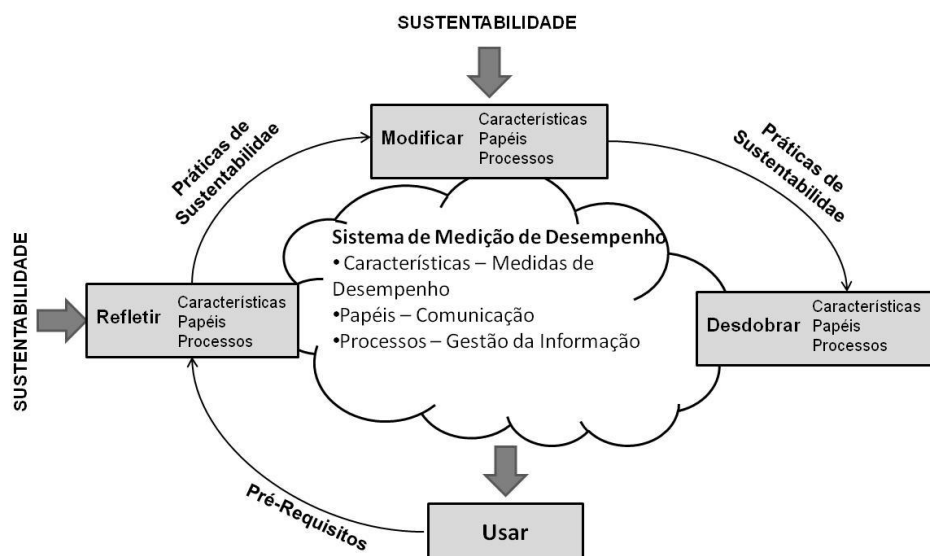 SUSTENTABILIDADE
Modificar
Características
Papéis
Processos
Práticas de
Sustentabilidae
Práticas de
Sustentabilidae
Sistema de Medição de Desempenho
•Características – Medidas de
Desempenho
•Papéis – Comunicação
•Processos – Gestão da Informação
SUSTENTABILIDADE
Refletir
Características
Papéis
Processos
Desdobrar
Características
Papéis
Processos
Pré-Requisitos
Usar